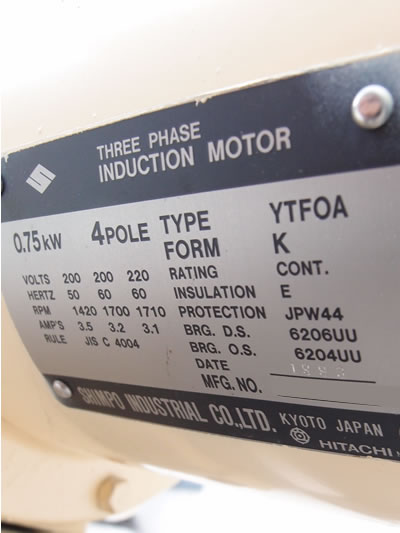 THREE PHASE
INDUCTION MOTOR
0.75kW 4POLE TYPE YTFOA
FORM K
VOLTS 200 200 220 RATING CONT.
HERTZ 50 60 60 INSULATION E
RPM 1420 1700 1710 PROTECTION JPW44
AMP'S 3.5 3.2 3.1 BRG. D.S. 6206UU
RULE JIS C 4004 BRG. O.S. 6204UU
DATE
MFG.NO.
SHIMPO INDUSTRIAL CO.,LTD. KYOTO JAPAN
HITACHI